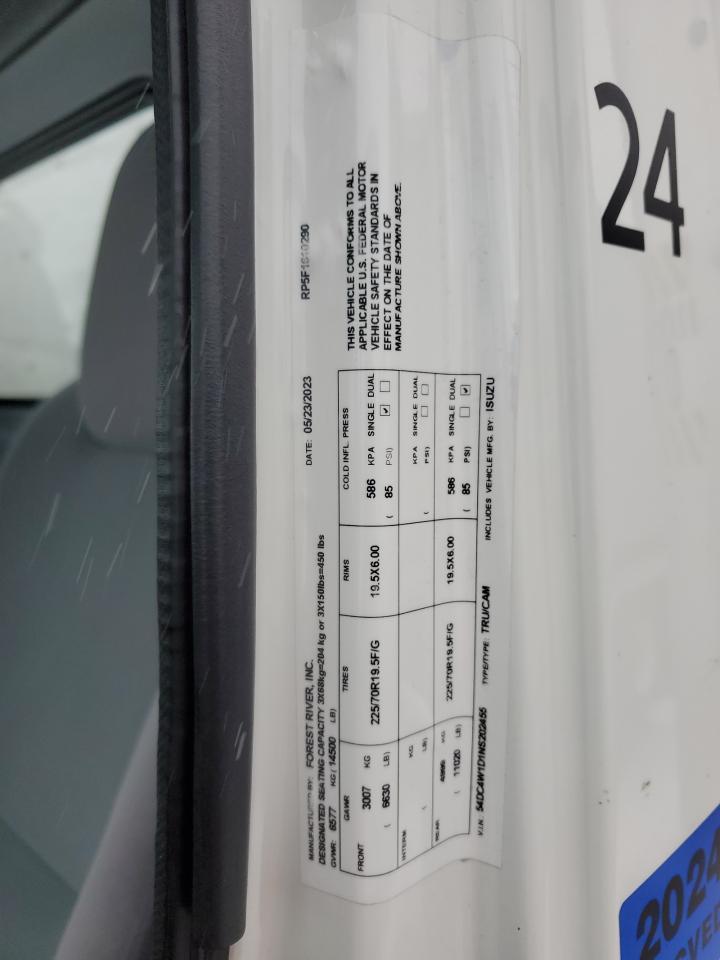 MANUFACTURED BY: FOREST RIVER, INC. DATE: 05/23/2023
DESIGNATED SEATING CAPACITY 3X68kg=204 kg or 3X150lbs=450 lbs
GVWR: 6577 KG ( 14500 LB)
GAWR TIRES RIMS COLD INFL. PRESS
FRONT 3007 KG 225/70R19.5F/G 19.5X6.00 586 KPA SINGLE DUAL
( 6630 LB) ( 85 PSI) ☑ ☐
INTERM. KG KPA SINGLE DUAL
( LB) ( PSI) ☐ ☐
REAR KG 225/70R19.5F/G 19.5X6.00 586 KPA SINGLE DUAL
( 11020 LB) ( 85 PSI) ☐ ☑
V.I.N. 54DC4W1D1NS202455 TYPE/TYPE: TRU/CAM INCLUDES VEHICLE MFG. BY: ISUZU
THIS VEHICLE CONFORMS TO ALL
APPLICABLE U.S. FEDERAL MOTOR
VEHICLE SAFETY STANDARDS IN
EFFECT ON THE DATE OF
MANUFACTURE SHOWN ABOVE.
24
2024